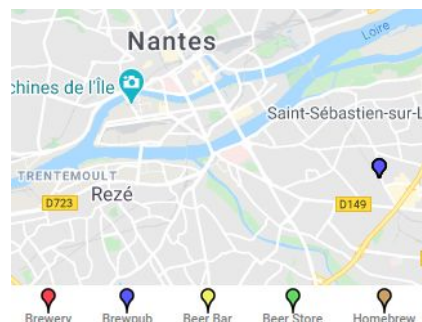 Nantes
Loire
chines de l'Île
Saint-Sébastien-sur-L
TRENTEMOULT
D723
Rezé
D149
Brewery Brewpub Beer Bar Beer Store Homebrew